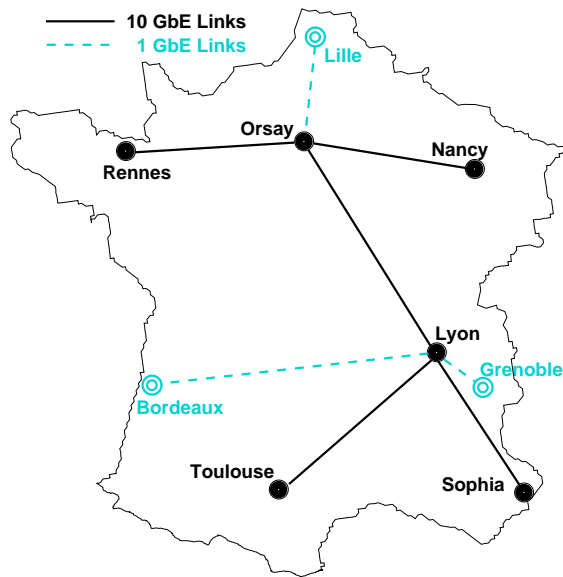 10 GbE Links
1 GbE Links
Lille
Orsay
Nancy
Rennes
Lyon
Grenoble
Bordeaux
Toulouse
Sophia